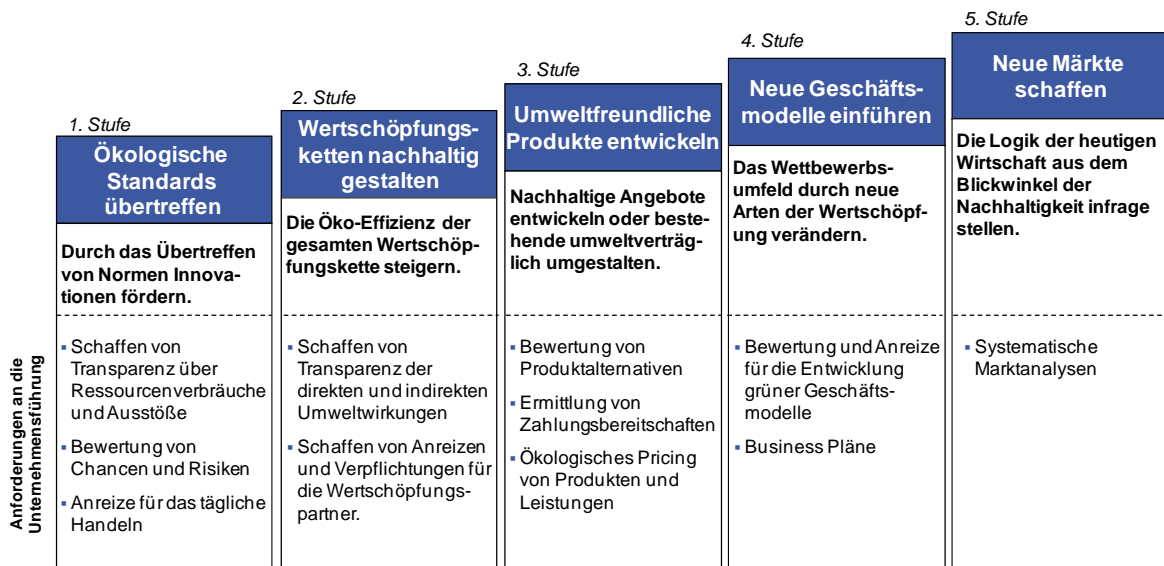 1. Stufe
Ökologische
Standards
übertreffen
Durch das Übertreffen
von Normen Innova-
tionen fördern.
2. Stufe
Wertschöpfungs-
ketten nachhaltig
gestalten
Die Öko-Effizienz der
gesamten Wertschöp-
fungskette steigern.
3. Stufe
Umweltfreundliche
Produkte entwickeln
Nachhaltige Angebote
entwickeln oder beste-
hende umweltverträg-
lich umgestalten.
4. Stufe
Neue Geschäfts-
modelle einführen
Das Wettbewerbs-
umfeld durch neue
Arten der Wertschöpf-
ung verändern.
5. Stufe
Neue Märkte
schaffen
Die Logik der heutigen
Wirtschaft aus dem
Blickwinkel der
Nachhaltigkeit infrage
stellen.
Anforderungen an die
Unternehmensführung
▪ Schaffen von
Transparenz über
Ressourcenverbräuche
und Ausstöße
▪ Bewertung von
Chancen und Risiken
▪ Anreize für das tägliche
Handeln
▪ Schaffen von
Transparenz der
direkten und indirekten
Umweltwirkungen
▪ Schaffen von Anreizen
und Verpflichtungen für
die Wertschöpfungs-
partner.
▪ Bewertung von
Produktalternativen
▪ Ermittlung von
Zahlungsbereitschaften
▪ Ökologisches Pricing
von Produkten und
Leistungen
▪ Bewertung und Anreize
für die Entwicklung
grüner Geschäfts-
modelle
▪ Business Pläne
▪ Systematische
Marktanalysen